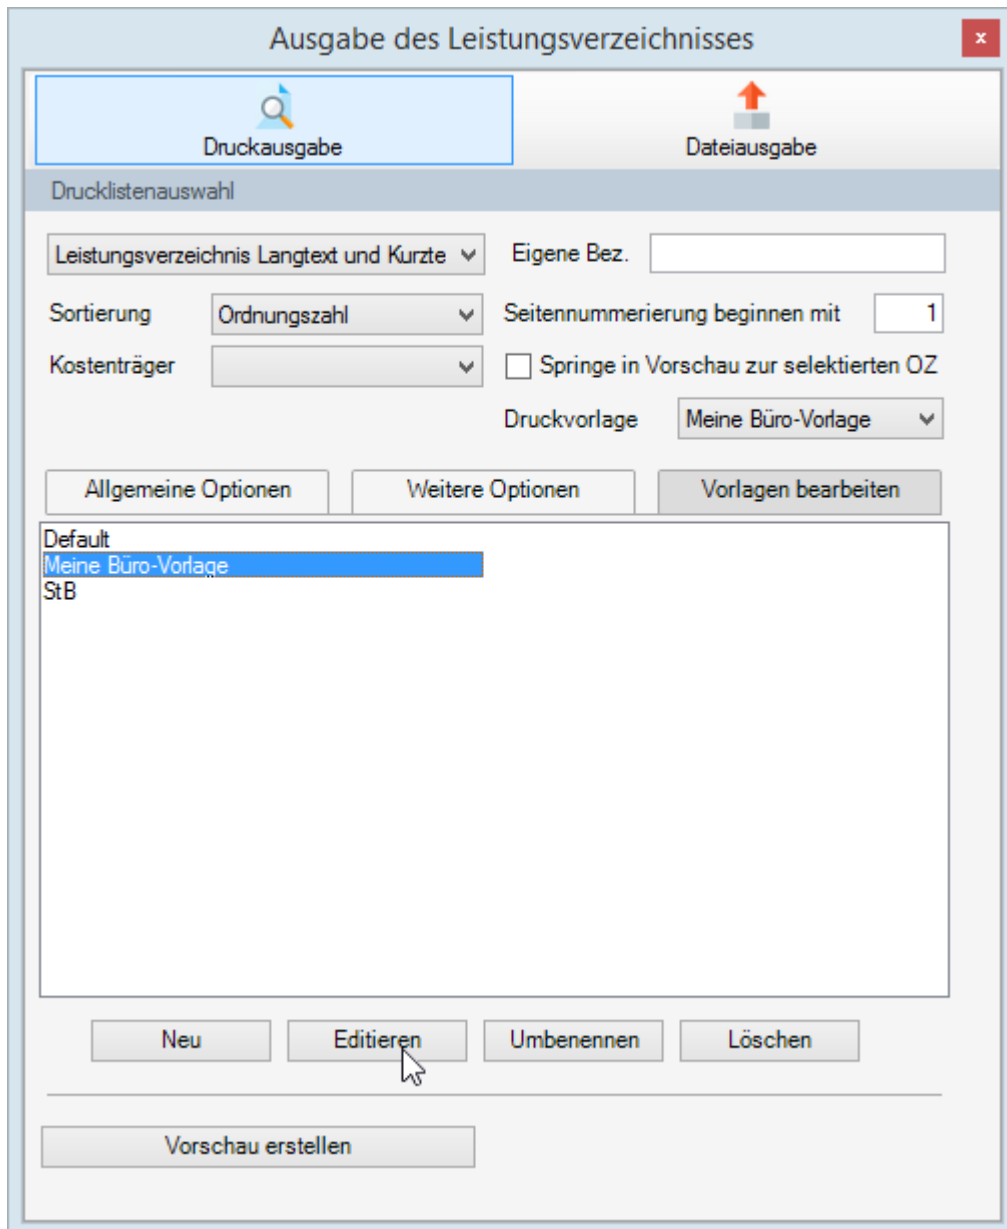 Ausgabe des Leistungsverzeichnisses
x
Druckausgabe Dateiausgabe
Drucklistenauswahl
Leistungsverzeichnis Langtext und Kurzte Eigene Bez.
Sortierung Ordnungszahl Seitennummerierung beginnen mit 1
Kostenträger Springe in Vorschau zur selektierten OZ
Druckvorlage Meine Büro-Vorlage
Allgemeine Optionen Weitere Optionen Vorlagen bearbeiten
Default
Meine Büro-Vorlage
StB
Neu Editieren Umbenennen Löschen
Vorschau erstellen